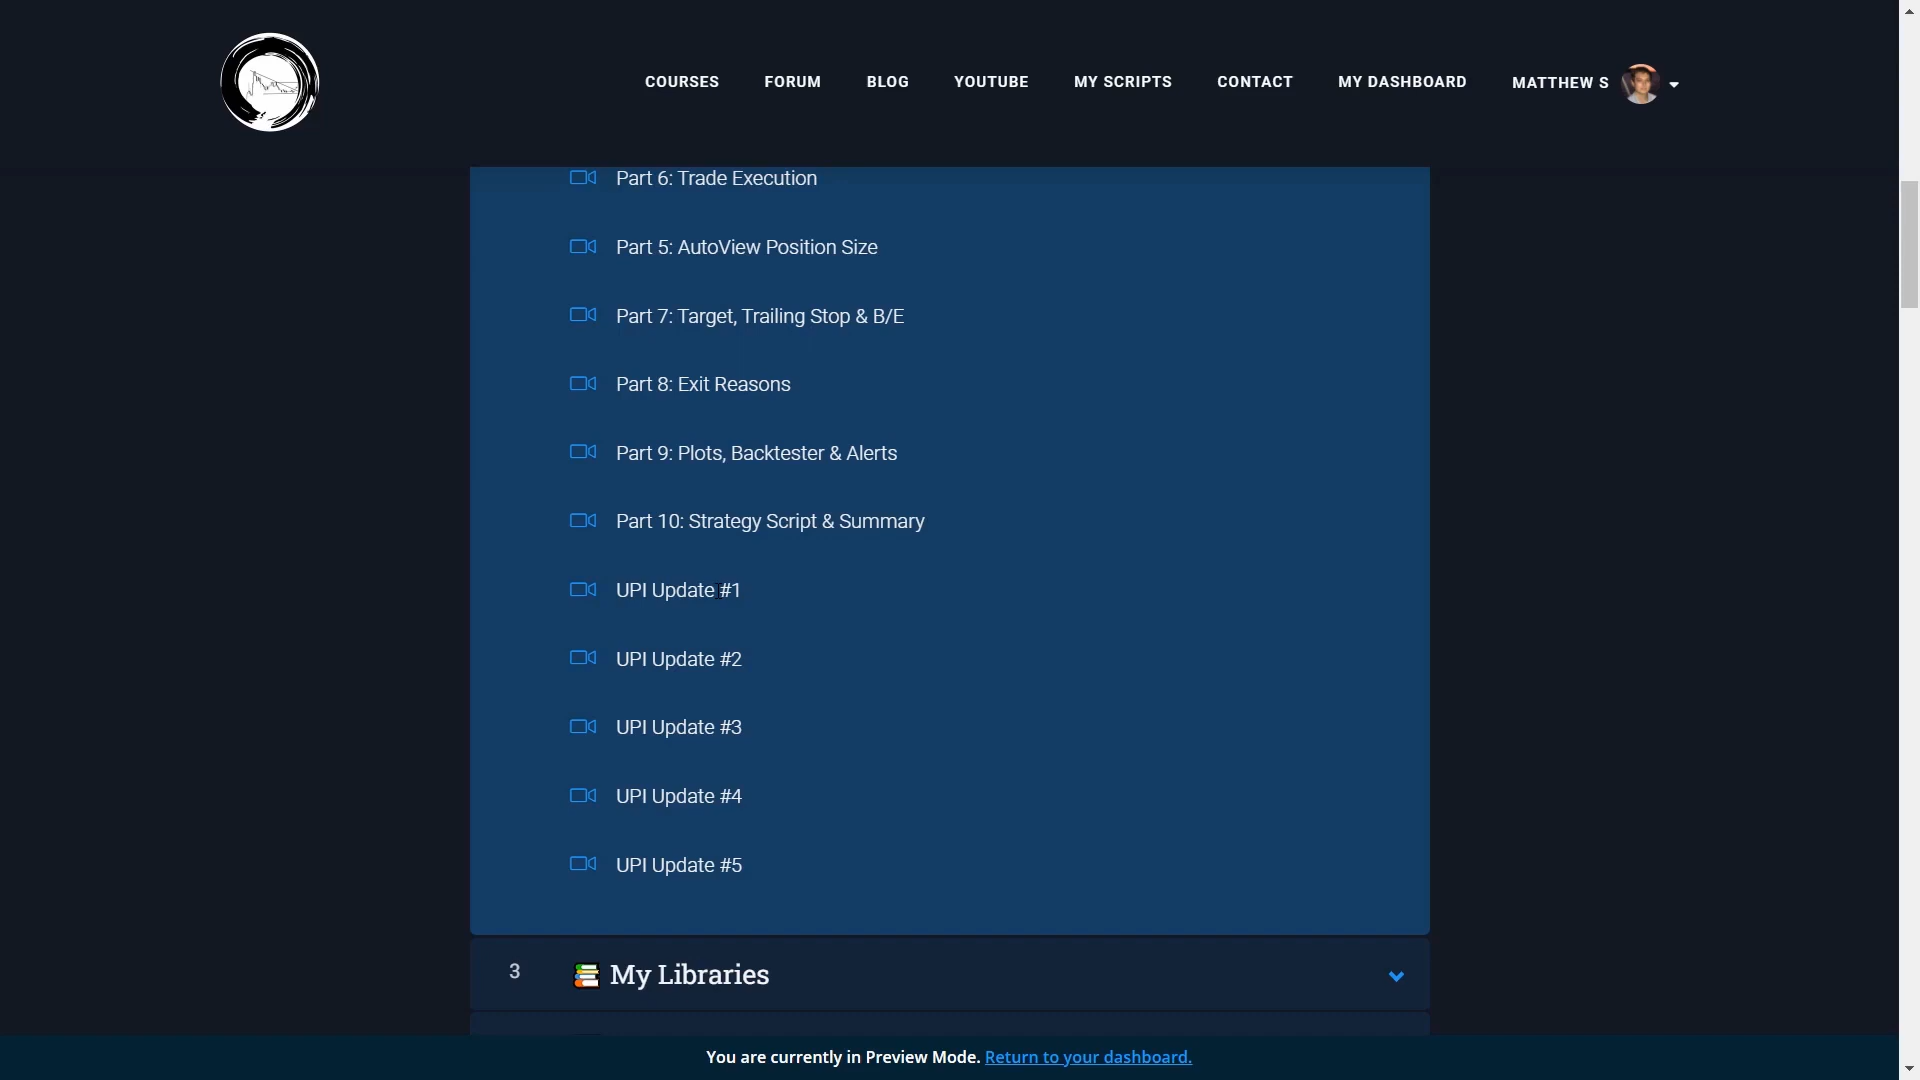 COURSES FORUM BLOG YOUTUBE MY SCRIPTS CONTACT MY DASHBOARD MATTHEW S
Part 6: Trade Execution
Part 5: AutoView Position Size
Part 7: Target, Trailing Stop & B/E
Part 8: Exit Reasons
Part 9: Plots, Backtester & Alerts
Part 10: Strategy Script & Summary
UPI Update #1
UPI Update #2
UPI Update #3
UPI Update #4
UPI Update #5
3 My Libraries
You are currently in Preview Mode. Return to your dashboard.